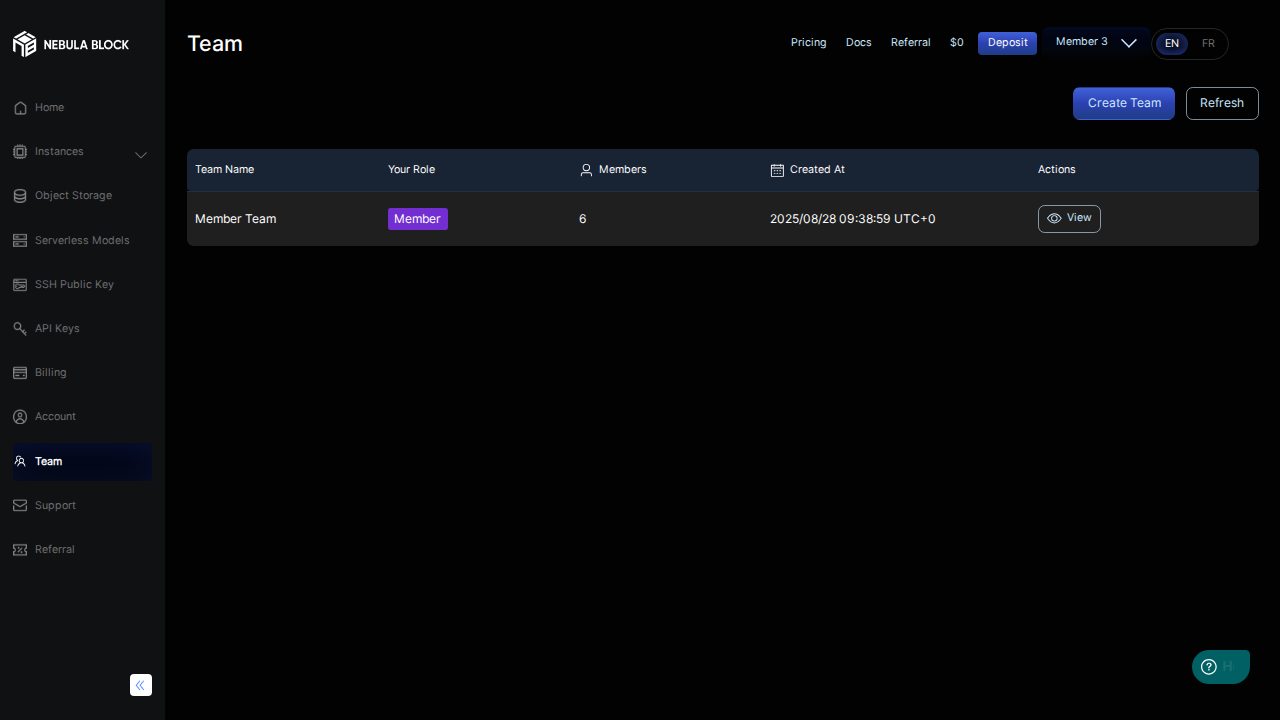 NEBULA BLOCK
Team
Pricing
Docs
Referral
$0
Deposit
Member 3
EN
FR
Home
Instances
Object Storage
Serverless Models
SSH Public Key
API Keys
Billing
Account
Team
Support
Referral
Create Team
Refresh
Team Name
Your Role
Members
Created At
Actions
Member Team
Member
6
2025/08/28 09:38:59 UTC+0
View